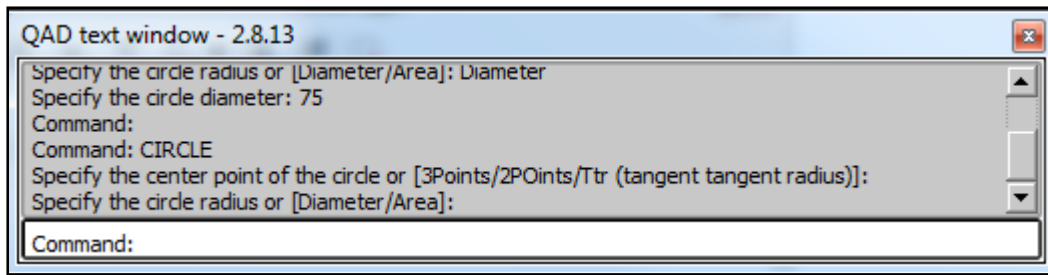 QAD text window - 2.8.13
Specify the circle radius or [Diameter/Area]: Diameter
Specify the circle diameter: 75
Command:
Command: CIRCLE
Specify the center point of the circle or [3Points/2POints/Ttr (tangent tangent radius)]:
Specify the circle radius or [Diameter/Area]:
Command: